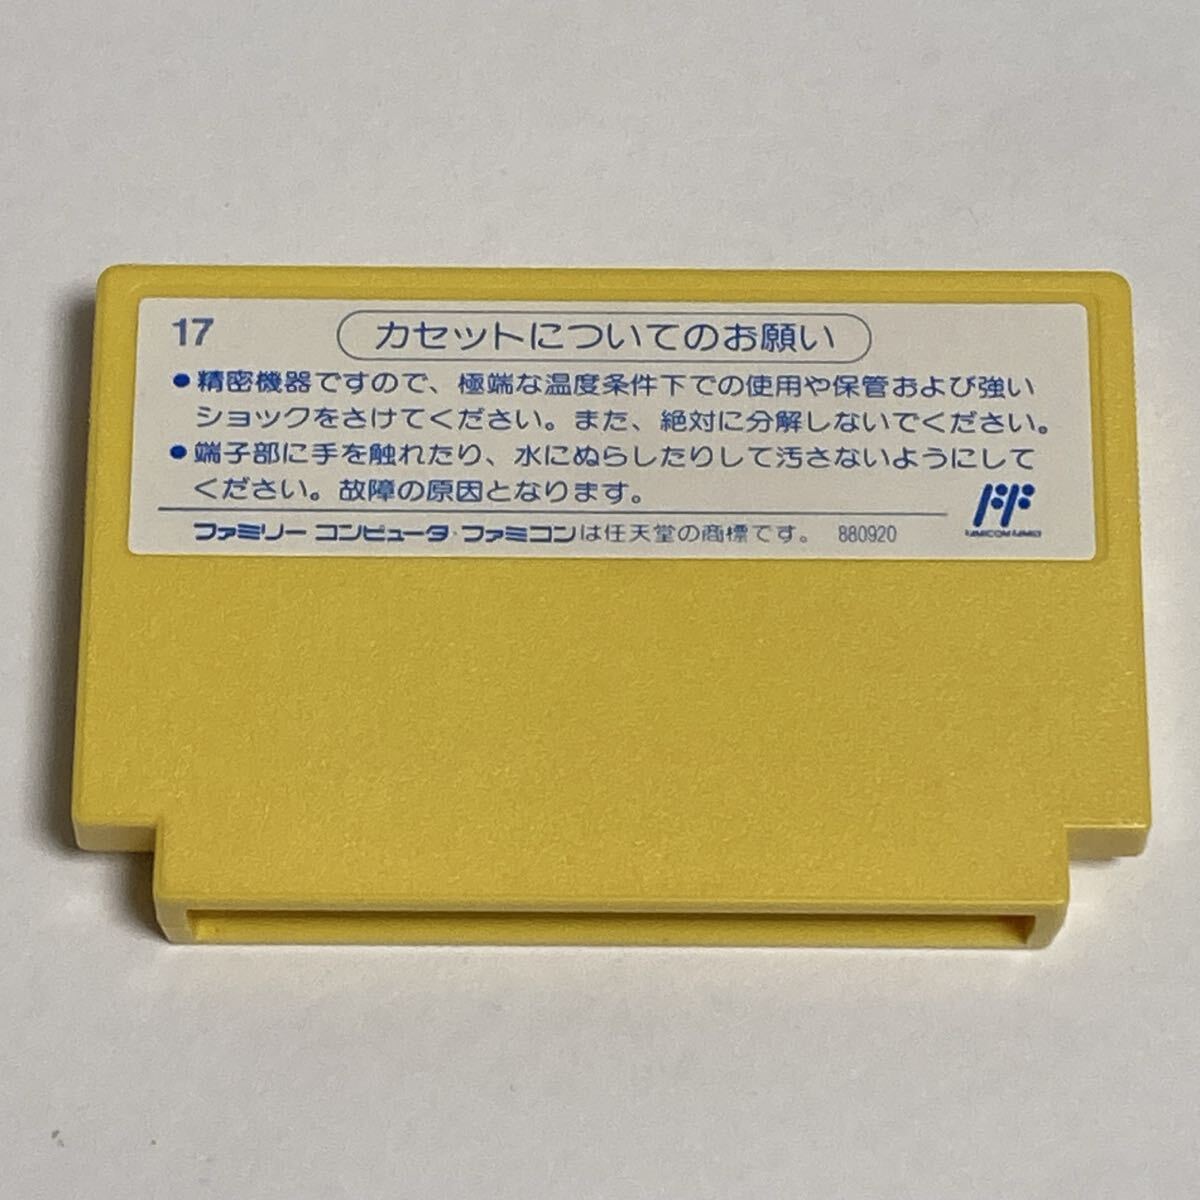 17
カセットについてのお願い
●精密機器ですので、極端な温度条件下での使用や保管および強い
ショックをさけてください。また、絶対に分解しないでください。
●端子部に手を触れたり、水にぬらしたりして汚さないようにして
ください。故障の原因となります。
ファミリー コンピュータ・ファミコンは任天堂の商標です。 880920
FF
FAMICOM FAMILY